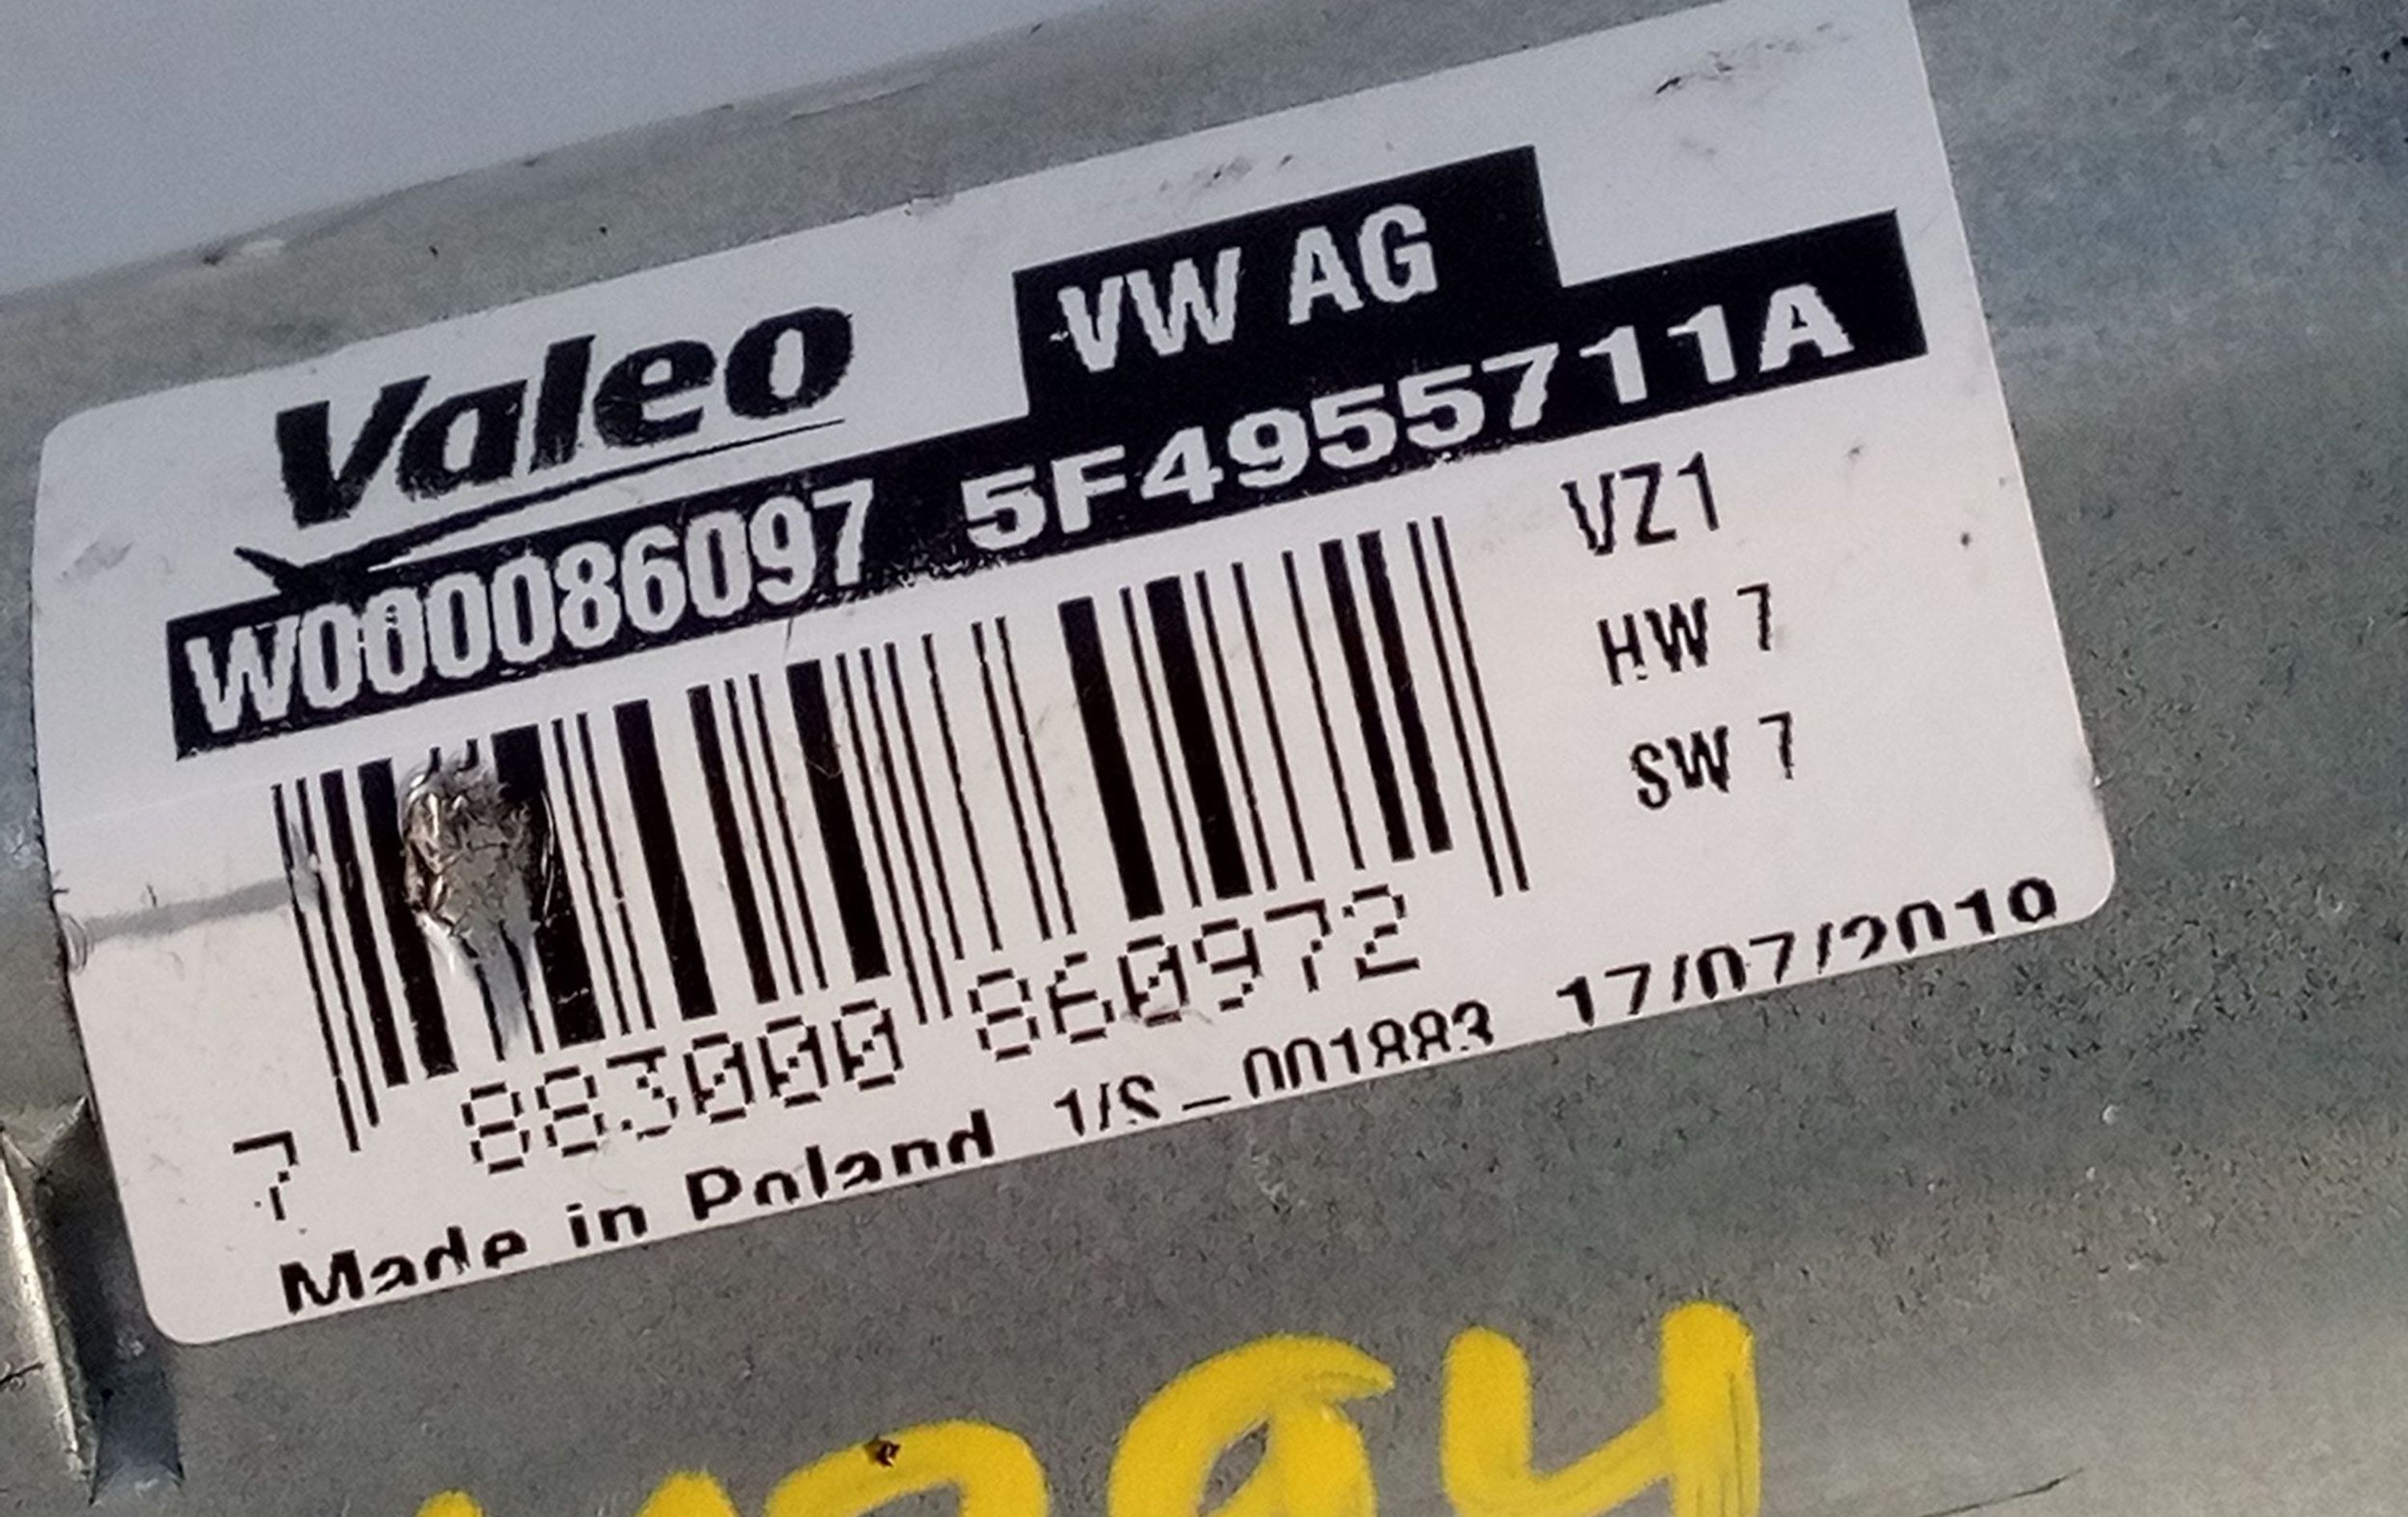 Valeo VW AG
W000086097 5F4955711A
VZ1
HW 7
SW 7
7 883000 860972
Made in Poland 1/S-001883 17/07/2019